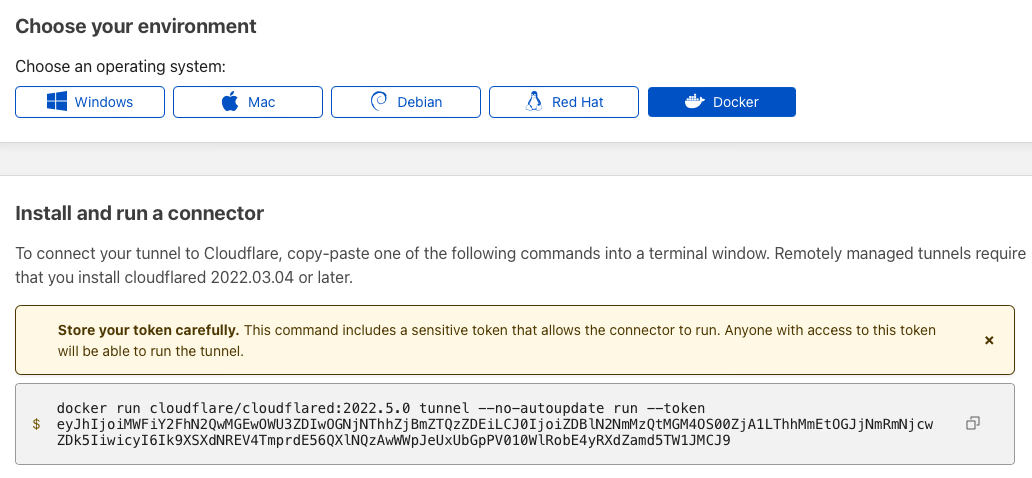 Choose your environment
Choose an operating system:
Windows
Mac
Debian
Red Hat
Docker
Install and run a connector
To connect your tunnel to Cloudflare, copy-paste one of the following commands into a terminal window. Remotely managed tunnels require
that you install cloudflared 2022.03.04 or later.
Store your token carefully. This command includes a sensitive token that allows the connector to run. Anyone with access to this token
will be able to run the tunnel.
×
docker run cloudflare/cloudflared:2022.5.0 tunnel --no-autoupdate run --token
$ eyJhIjoiMWFiY2FhN2QwMGEwOWU3ZDIwOGNjNThhZjBmZTQzZDEiLCJ0IjoiZDBlN2NmMzQtMGM4OS00ZjA1LThhMmEtOGJjNmRmNjcw
ZDk5IiwicyI6Ik9XSXdNREV4TmprdE56QXlNQzAwWWpJeUxUbGpPV010WlRobE4yRXdZamd5TW1JMCJ9